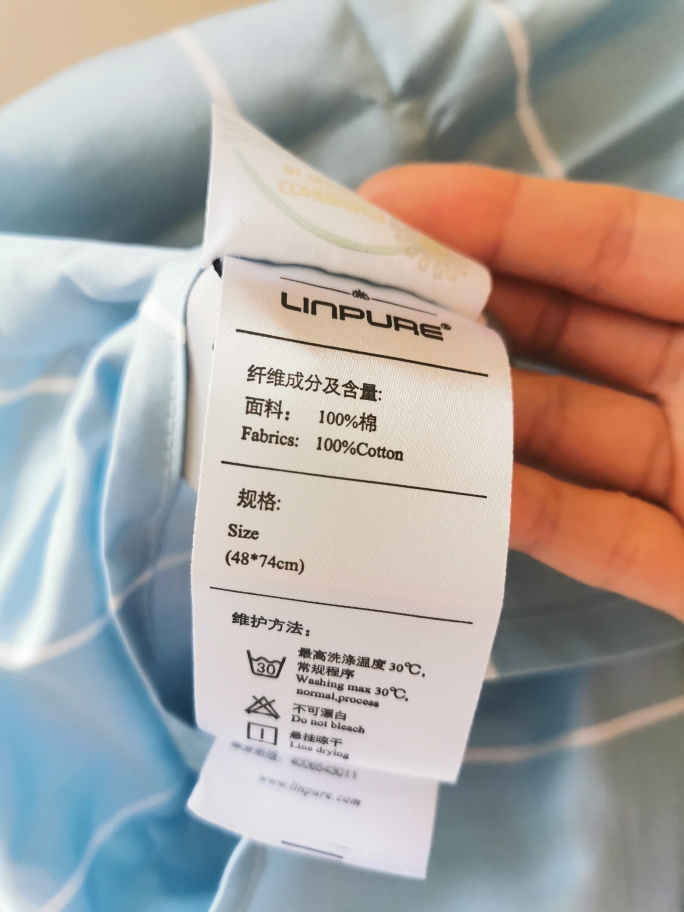 LINPURE®
纤维成分及含量:
面料： 100%棉
Fabrics: 100%Cotton
规格:
Size
(48*74cm)
维护方法：
30
最高洗涤温度 30℃,
常规程序
Washing max 30℃,
normal,process
不可漂白
Do not bleach
悬挂晾干
Line drying
www.linpure.com